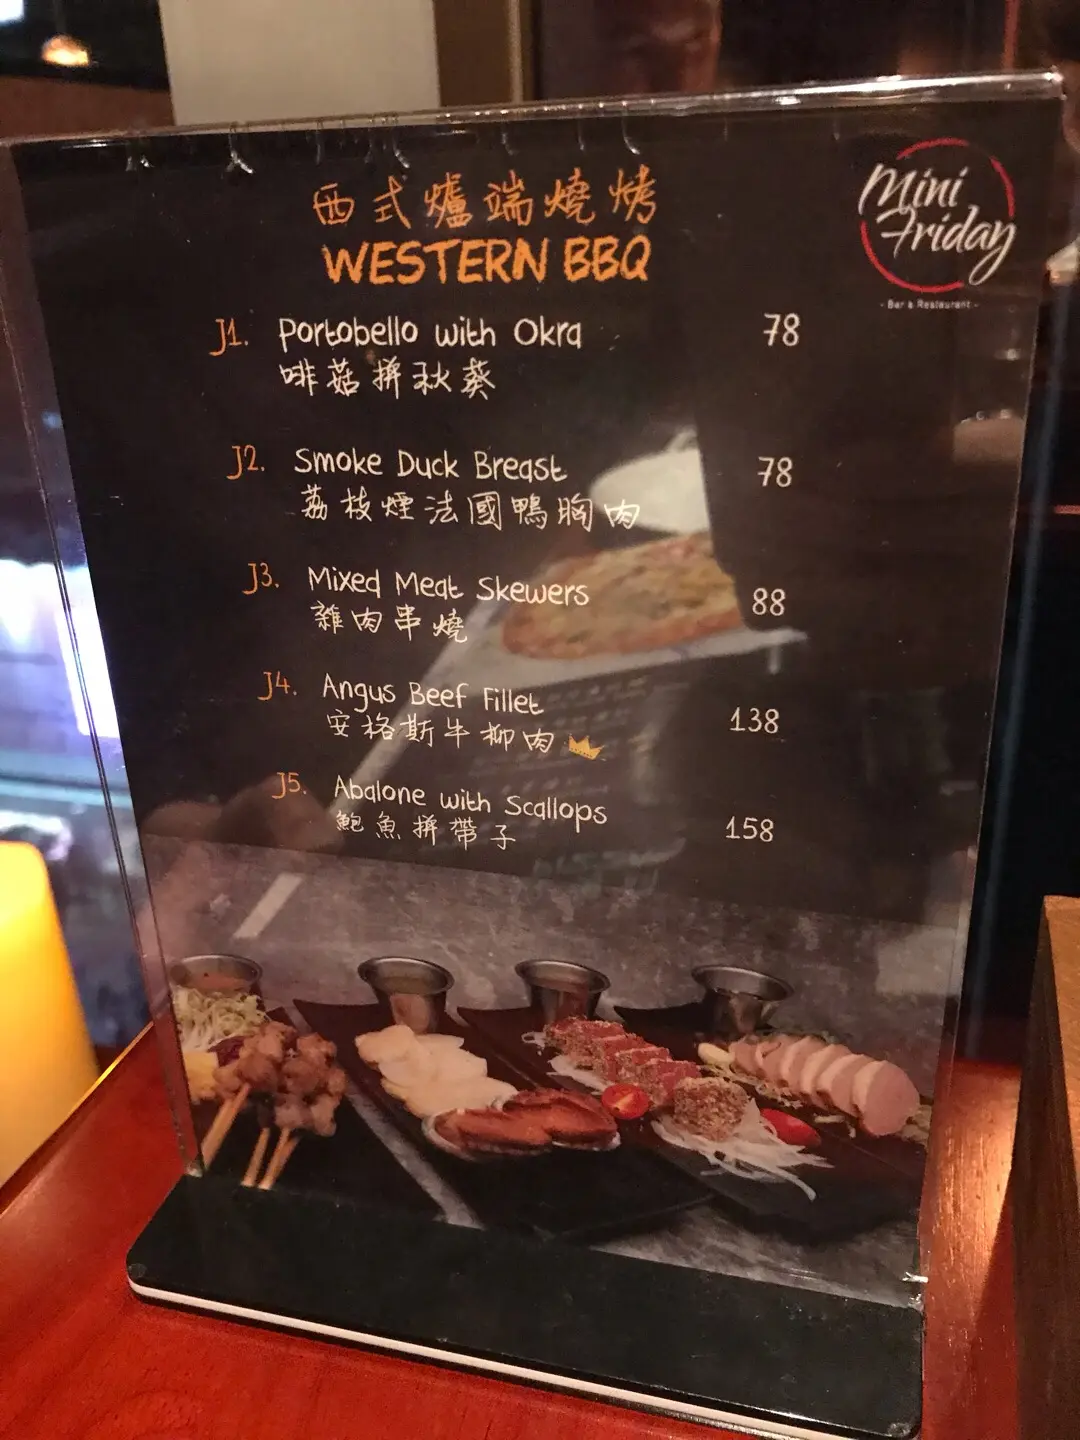 西式爐端燒烤
WESTERN BBQ
Mini
Friday
- Bar & Restaurant -
J1. Portobello with Okra 78
啡菇拼秋葵
J2. Smoke Duck Breast 78
荔枝煙法國鴨胸肉
J3. Mixed Meat Skewers 88
雜肉串燒
J4. Angus Beef Fillet 138
安格斯牛柳肉
J5. Abalone with Scallops 158
鮑魚拼帶子